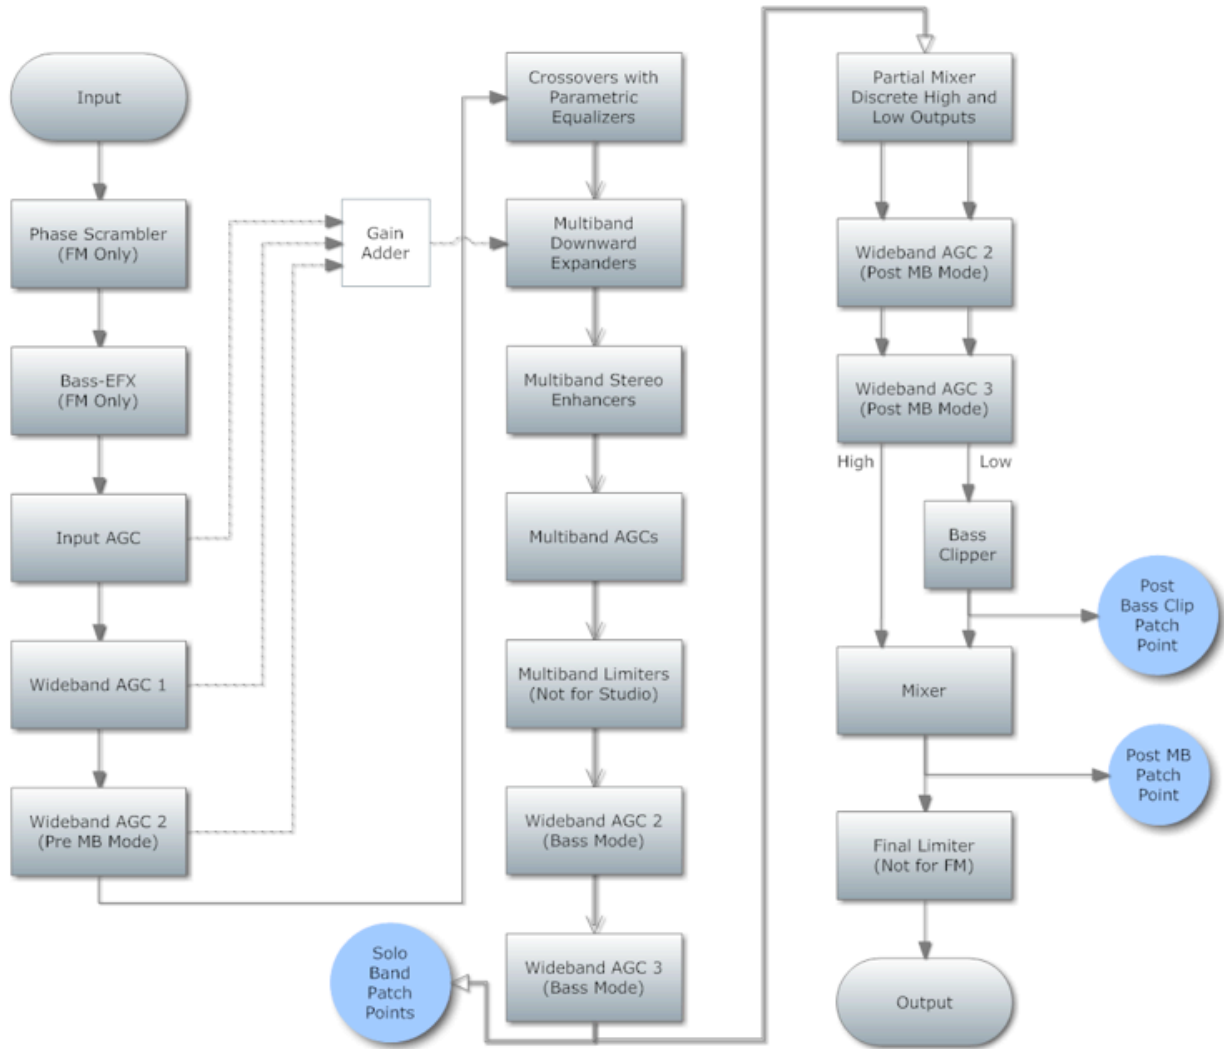 Input
Phase Scrambler
(FM Only)
Bass-EFX
(FM Only)
Input AGC
Wideband AGC 1
Wideband AGC 2
(Pre MB Mode)
Gain
Adder
Crossovers with
Parametric
Equalizers
Multiband
Downward
Expanders
Multiband Stereo
Enhancers
Multiband AGCs
Multiband Limiters
(Not for Studio)
Wideband AGC 2
(Bass Mode)
Wideband AGC 3
(Bass Mode)
Solo
Band
Patch
Points
Partial Mixer
Discrete High and
Low Outputs
Wideband AGC 2
(Post MB Mode)
Wideband AGC 3
(Post MB Mode)
High
Low
Bass
Clipper
Post
Bass Clip
Patch
Point
Mixer
Post MB
Patch
Point
Final Limiter
(Not for FM)
Output